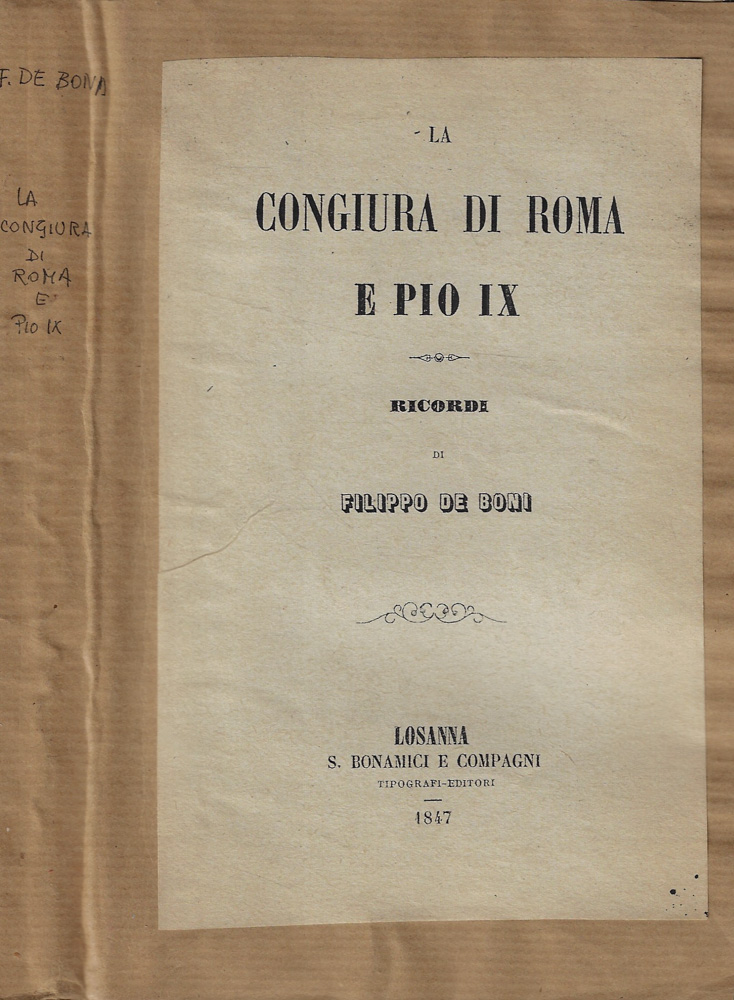 F. DE BONA
LA
CONGIURA
DI
ROMA
E
PIO IX
LA
CONGIURA DI ROMA
E PIO IX
RICORDI
DI
FILIPPO DE BONI
LOSANNA
S. BONAMICI E COMPAGNI
TIPOGRAFI-EDITORI
1847